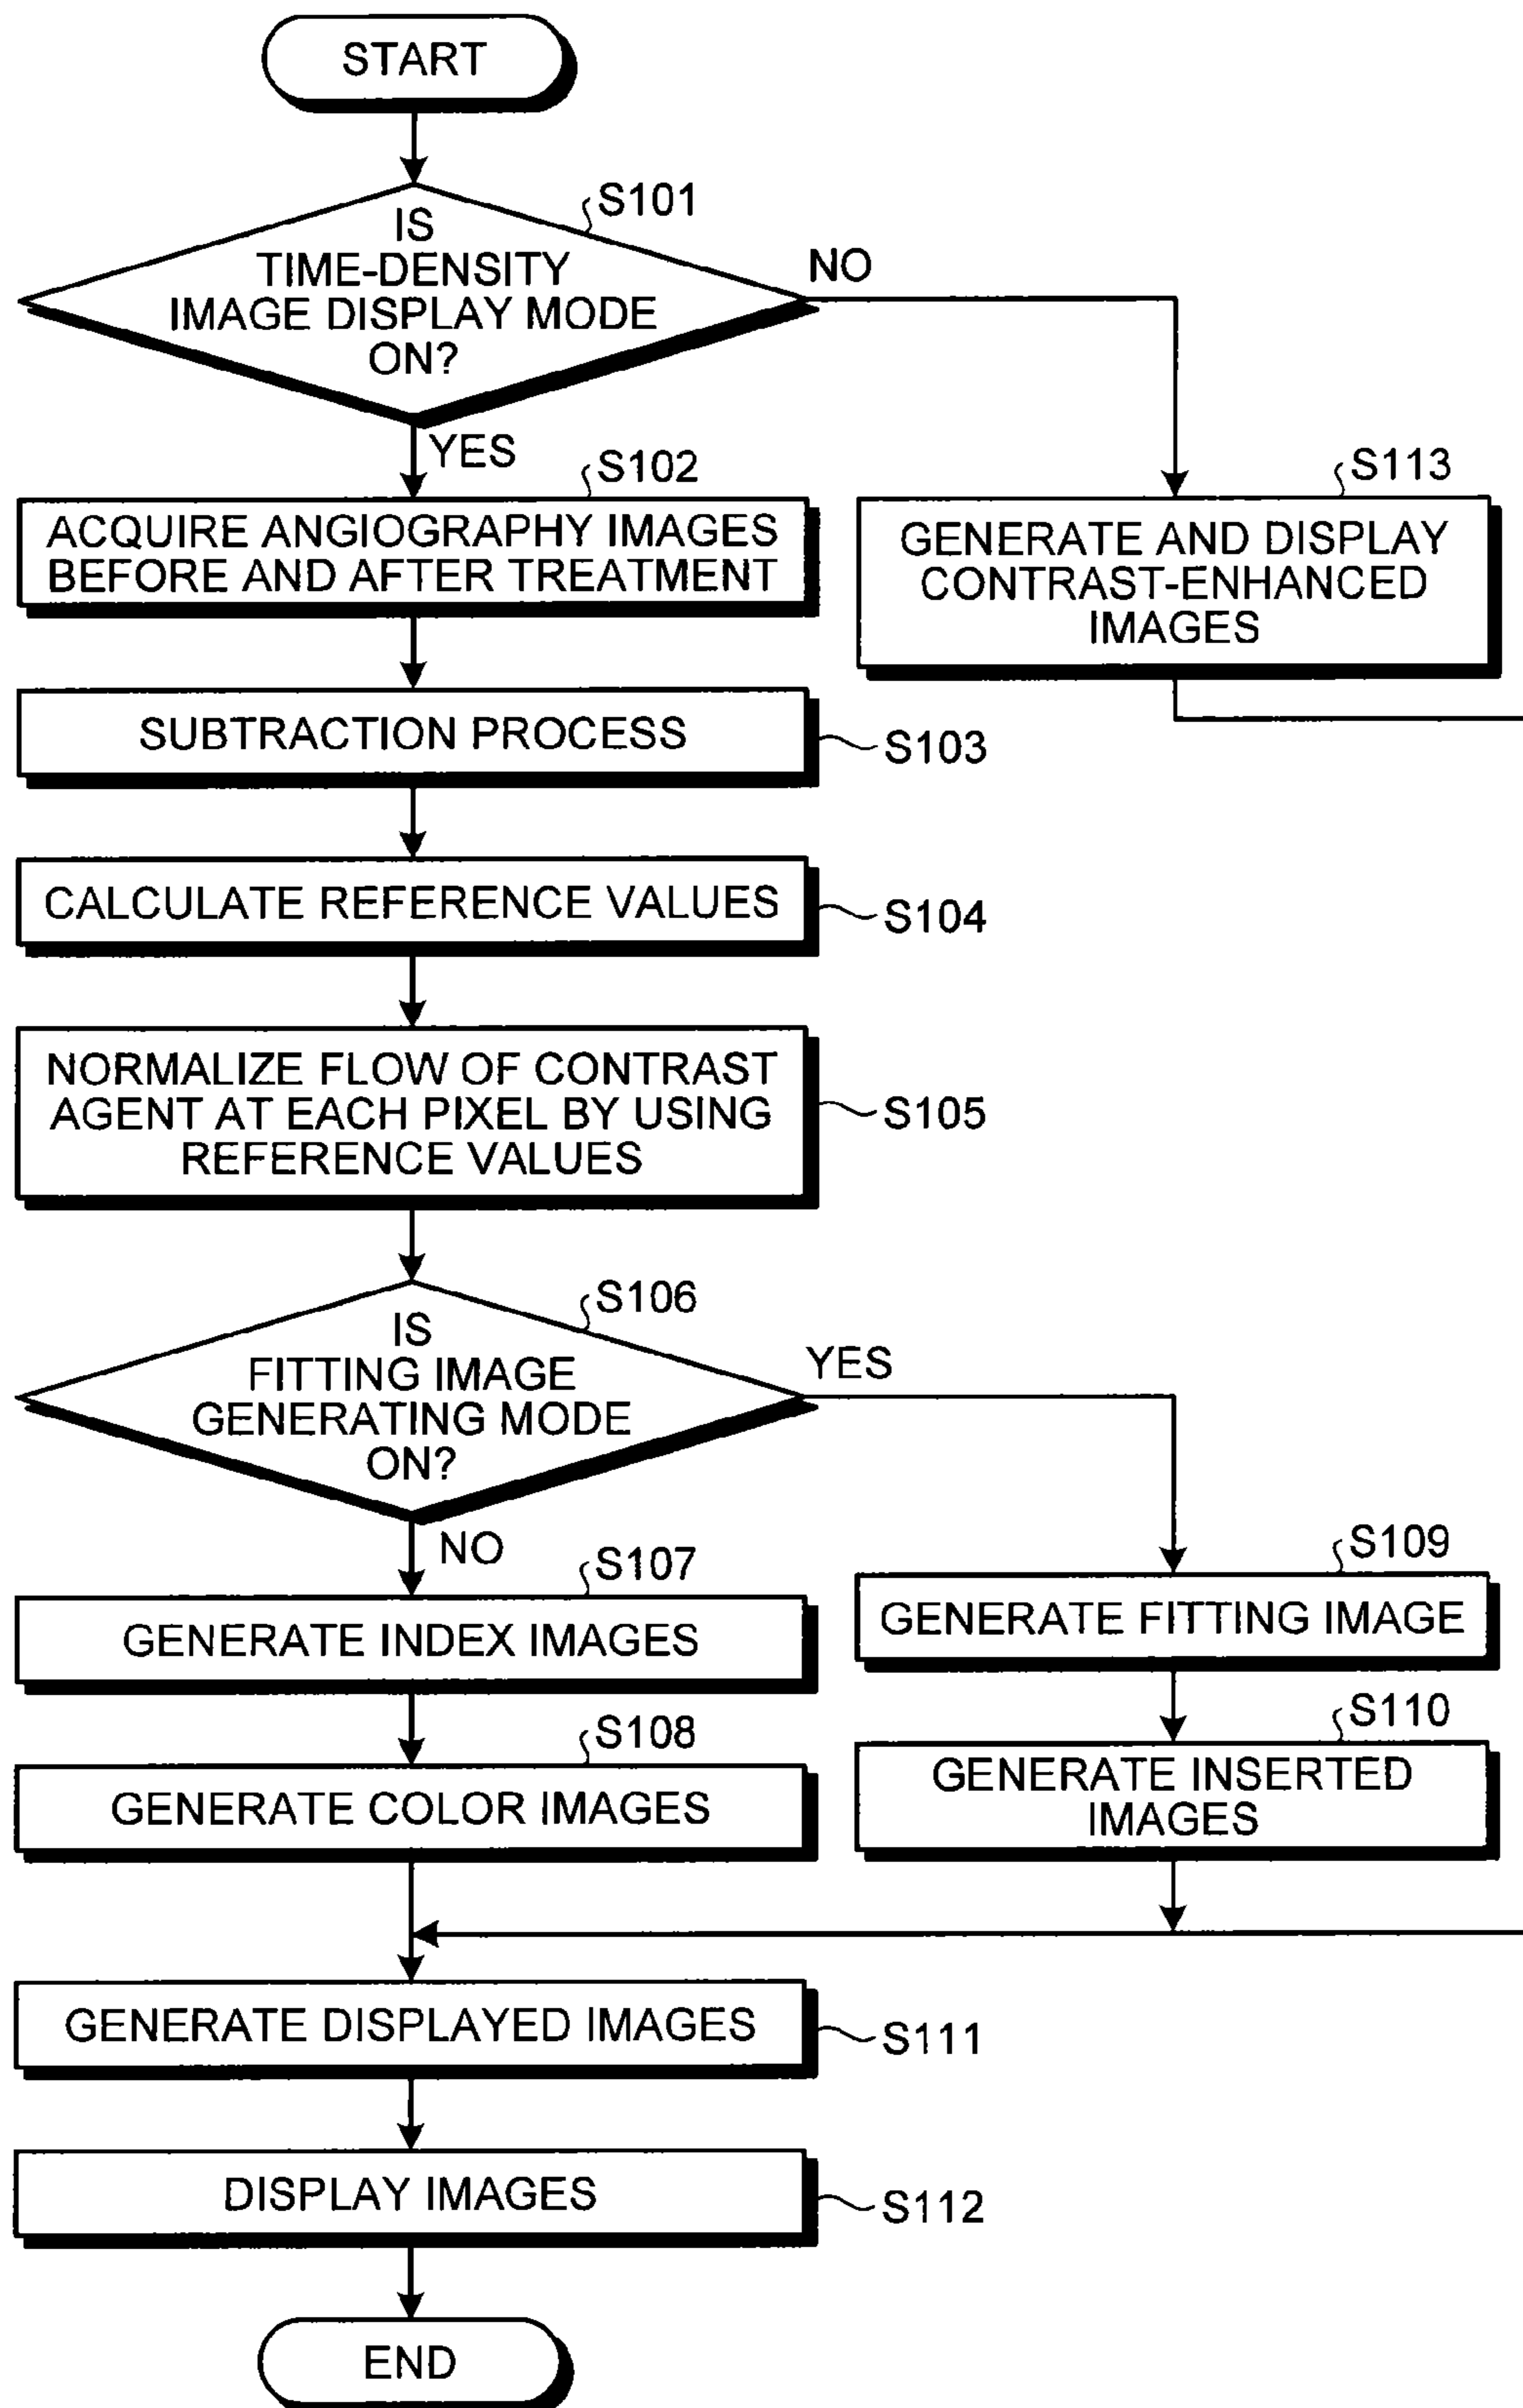 START
S101
IS
TIME-DENSITY
IMAGE DISPLAY MODE
ON?
NO
YES
S102
ACQUIRE ANGIOGRAPHY IMAGES
BEFORE AND AFTER TREATMENT
S113
GENERATE AND DISPLAY
CONTRAST-ENHANCED
IMAGES
SUBTRACTION PROCESS
S103
CALCULATE REFERENCE VALUES
S104
NORMALIZE FLOW OF CONTRAST
AGENT AT EACH PIXEL BY USING
REFERENCE VALUES
S105
S106
IS
FITTING IMAGE
GENERATING MODE
ON?
YES
NO
S107
GENERATE INDEX IMAGES
S109
GENERATE FITTING IMAGE
S108
GENERATE COLOR IMAGES
S110
GENERATE INSERTED
IMAGES
GENERATE DISPLAYED IMAGES
S111
DISPLAY IMAGES
S112
END